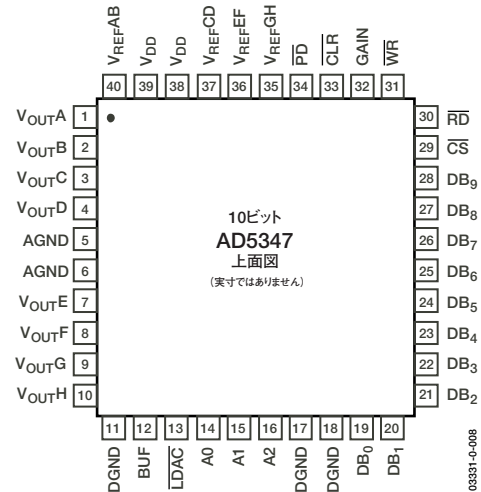 VREFAB
VDD
VDD
VREFCD
VREFEF
VREFGH
PD
CLR
GAIN
WR
40 39 38 37 36 35 34 33 32 31
VOUTA 1
VOUTB 2
VOUTC 3
VOUTD 4
AGND 5
AGND 6
VOUTE 7
VOUTF 8
VOUTG 9
VOUTH 10
10ビット
AD5347
上面図
(実寸ではありません)
30 RD
29 CS
28 DB9
27 DB8
26 DB7
25 DB6
24 DB5
23 DB4
22 DB3
21 DB2
11 12 13 14 15 16 17 18 19 20
DGND
BUF
LDAC
A0
A1
A2
DGND
DGND
DB0
DB1
03331-0-008